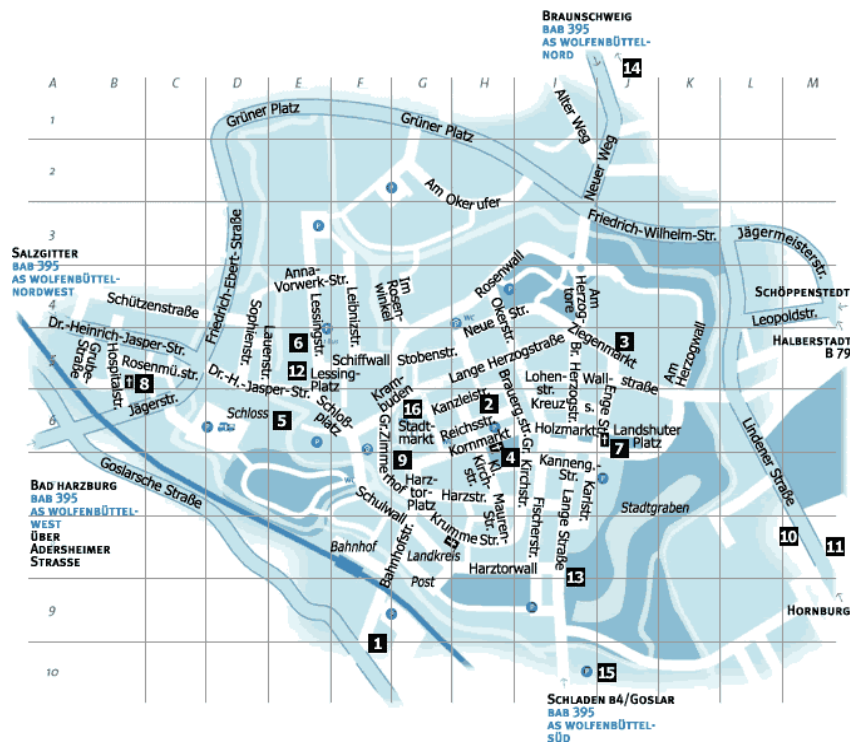 BRAUNSCHWEIG
BAB 395
AS WOLFENBÜTTEL-
NORD
14
A B C D E F G H I J K L M
1
Grüner Platz
Grüner Platz
Alter Weg
2
Neuer Weg
Am Okerufer
3
Friedrich-Wilhelm-Str.
Jägermeisterstr.
SALZGITTER
BAB 395
AS WOLFENBÜTTEL-
NORDWEST
Friedrich-Ebert-Straße
Anna-
Vorwerk-Str.
Im
Rosen-
winkel
Rosenwall
Am
Herzog-
tore
4
Schützenstraße
Sophienstr.
Lessingstr.
Leibnizstr.
WC
Neue Str.
Okerstr.
SCHÖPPENSTEDT
Leopoldstr.
HALBERSTADT
B 79
Dr.-Heinrich-Jasper-Str.
Lauenstr.
6
Ziegenmarkt
3
Am Herzogwall
Grube-
Straße
Hospitalstr.
Rosenmü.str.
8
Schiffwall
Stobenstr.
Lange Herzogstraße
Br. Herzogstr.
12
Lessing-
Platz
Dr.-H.-Jasper-Str.
Lohen-
str.
Wall-
straße
Jägerstr.
Schloß-
platz
Kram-
buden
Kanzleistr.
2
Brauerg.str.
Kreuz-
s.
Enge Str.
6
Schloss
5
16
Stadt-
markt
Reichsstr.
Holzmarkt
Landshuter
Platz
7
Gr.Zimmerhof
Kornmarkt
4
Gr. Kirchstr.
9
Kl.
Kirch-
str.
Kanneng.-
Str.
Lindener Straße
Goslarsche Straße
BAD HARZBURG
BAB 395
AS WOLFENBÜTTEL-
WEST
ÜBER
ADERSHEIMER
STRASSE
WC
Harz-
tor-
Platz
Harzstr.
Mauren-
Str.
Fischerstr.
Lange Straße
Karlstr.
Stadtgraben
Schulwall
Krumme Str.
10
11
Bahnhof
Bahnhofstr.
Landkreis
Post
Harztorwall
13
HORNBURG
9
1
10
15
SCHLADEN B4/GOSLAR
BAB 395
AS WOLFENBÜTTEL-
SÜD